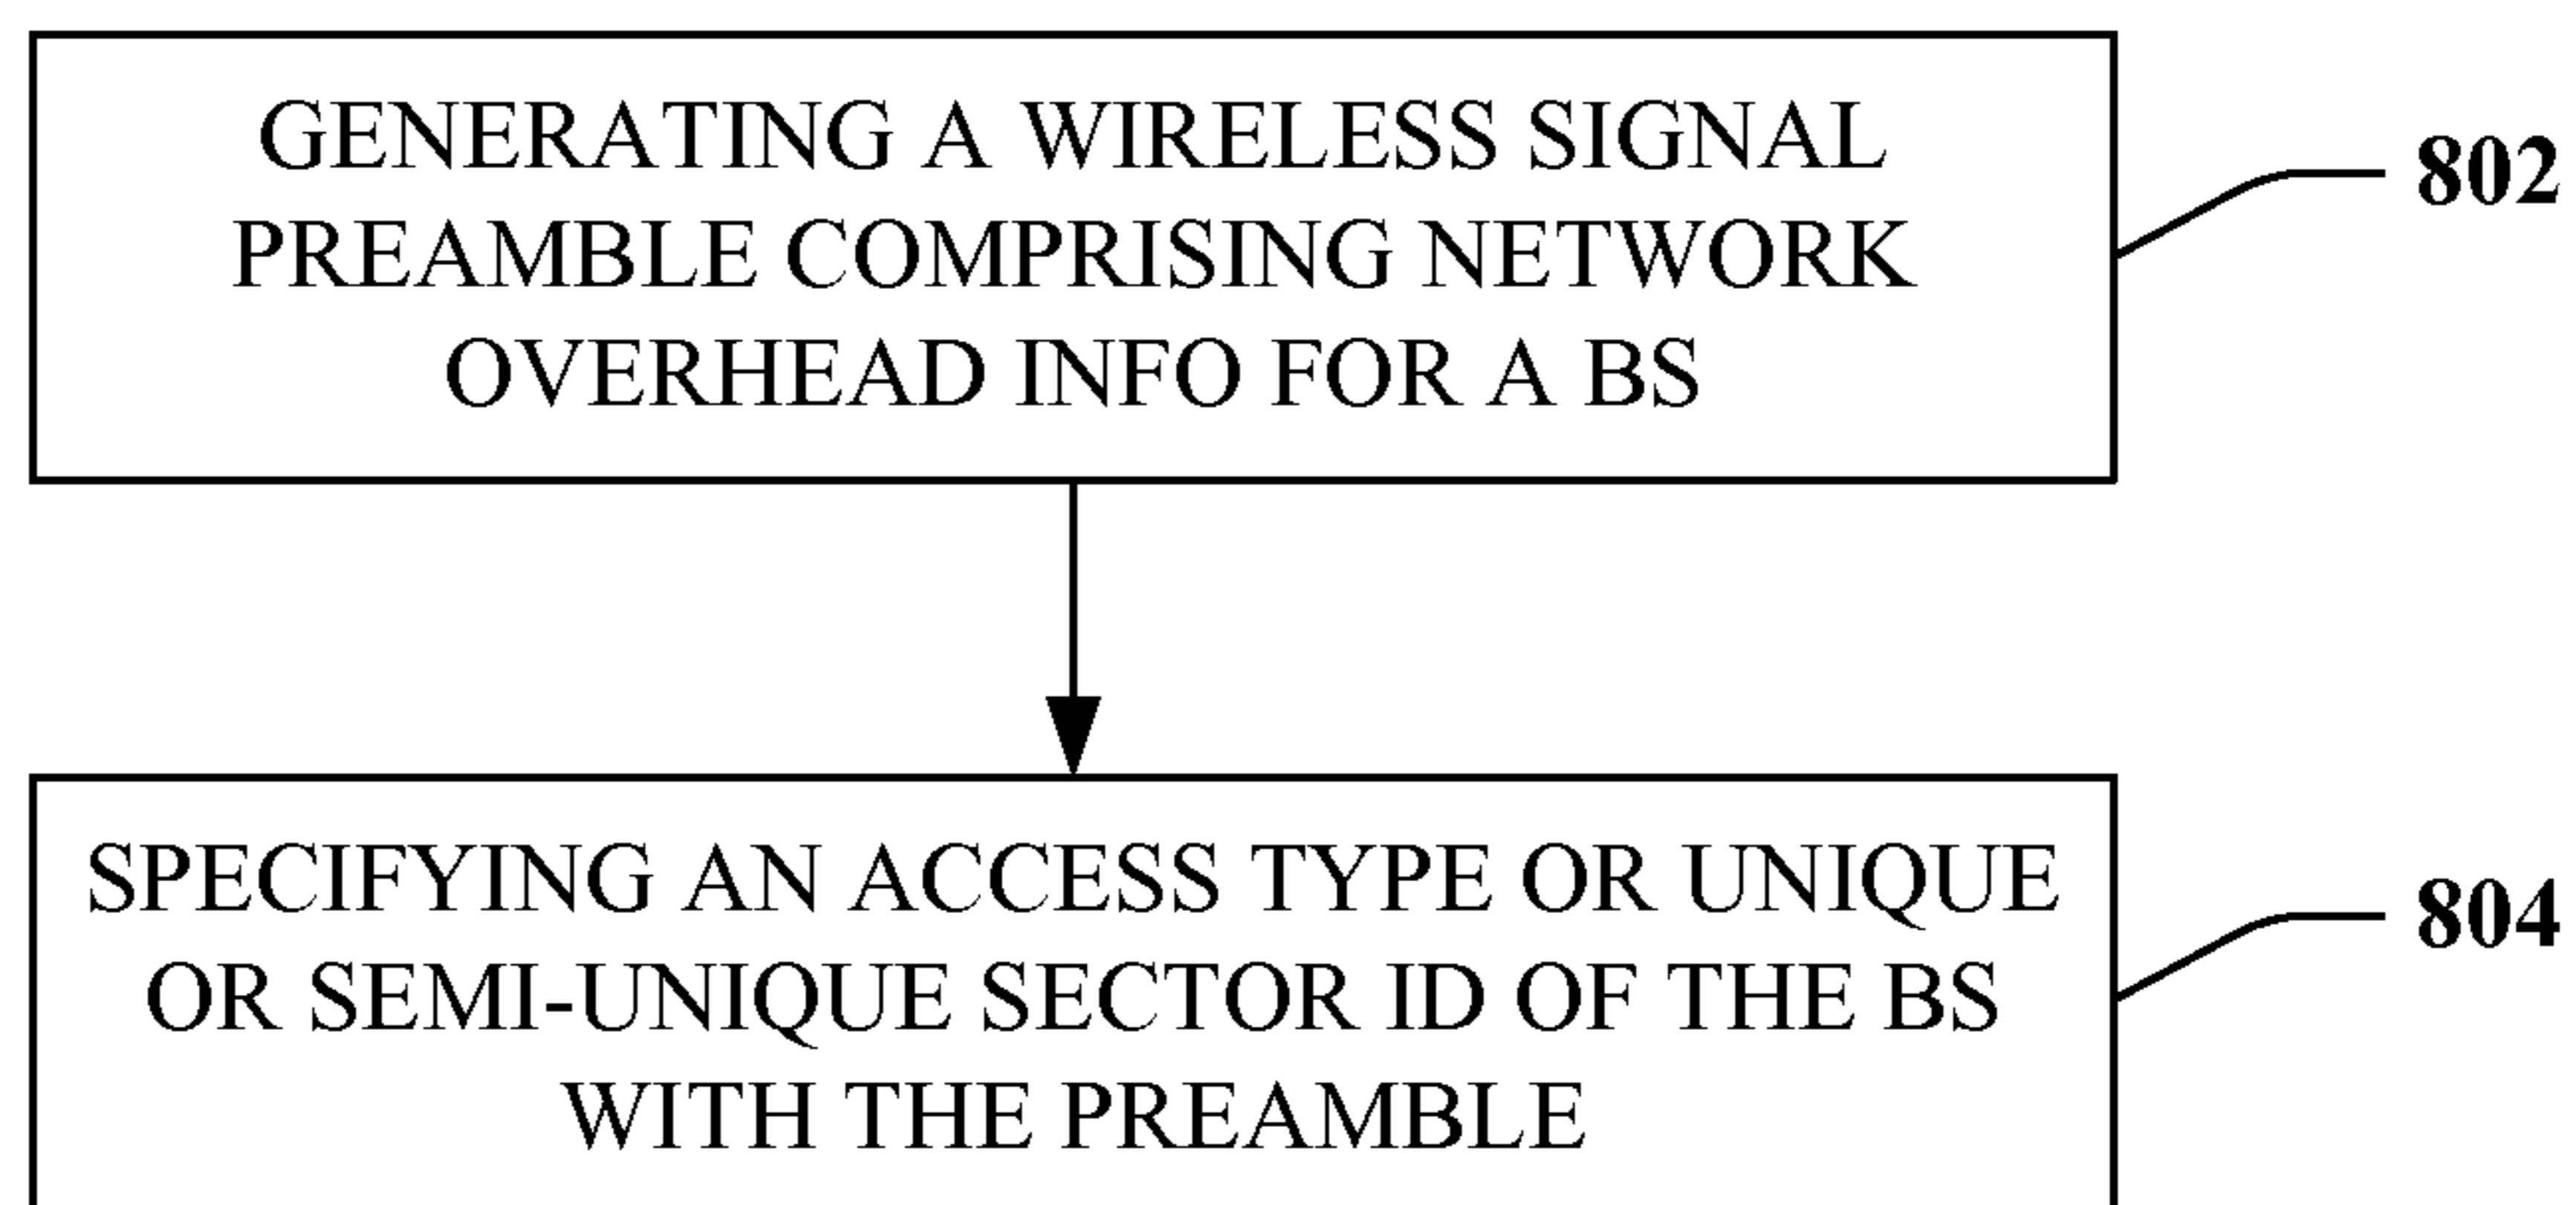 GENERATING A WIRELESS SIGNAL
PREAMBLE COMPRISING NETWORK
OVERHEAD INFO FOR A BS
802
SPECIFYING AN ACCESS TYPE OR UNIQUE
OR SEMI-UNIQUE SECTOR ID OF THE BS
WITH THE PREAMBLE
804